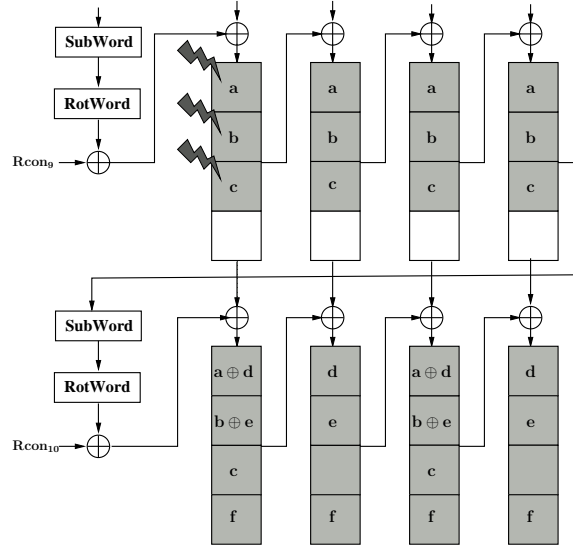 SubWord
RotWord
Rcon₉
a a a a
b b b b
c c c c
SubWord
RotWord
Rcon₁₀
a ⊕ d d a ⊕ d d
b ⊕ e e b ⊕ e e
c c
f f f f